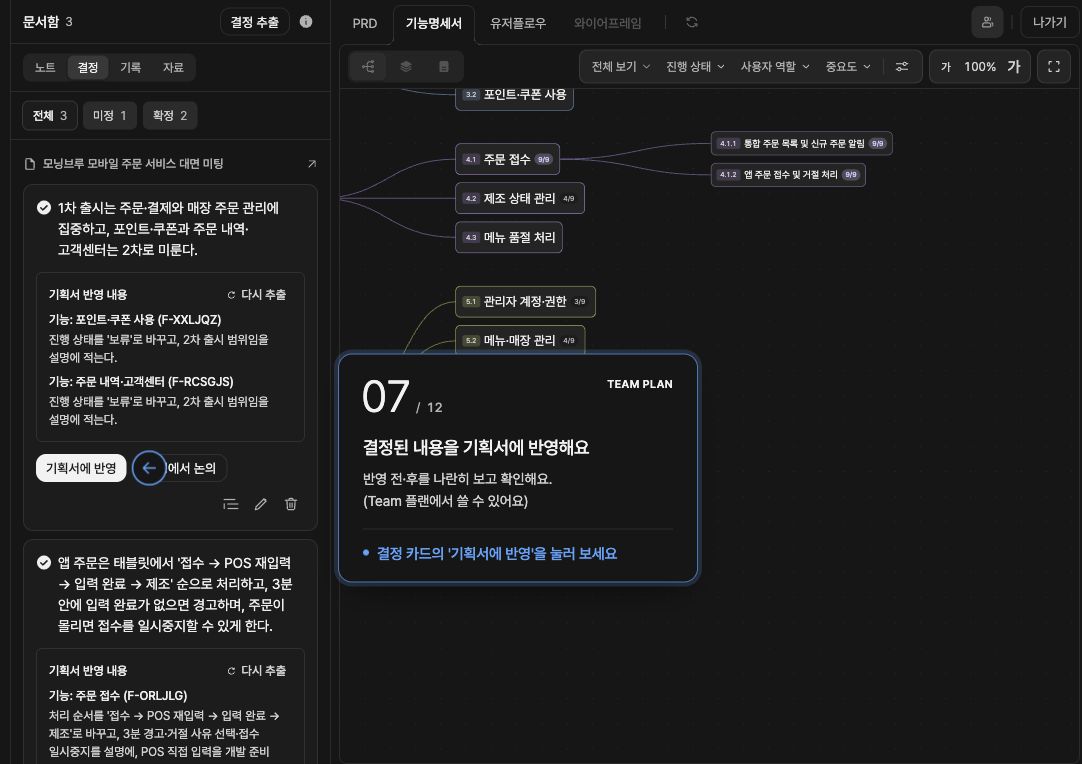 문서함 3
결정 추출
노트
결정
기록
자료
전체 3
미정 1
확정 2
모닝브루 모바일 주문 서비스 대면 미팅
1차 출시는 주문·결제와 매장 주문 관리에
집중하고, 포인트·쿠폰과 주문 내역·
고객센터는 2차로 미룬다.
기획서 반영 내용
다시 추출
기능: 포인트·쿠폰 사용 (F-XXLJQZ)
진행 상태를 '보류'로 바꾸고, 2차 출시 범위임을
설명에 적는다.
기능: 주문 내역·고객센터 (F-RCSGJS)
진행 상태를 '보류'로 바꾸고, 2차 출시 범위임을
설명에 적는다.
기획서에 반영
에서 논의
앱 주문은 태블릿에서 '접수 → POS 재입력
→ 입력 완료 → 제조' 순으로 처리하고, 3분
안에 입력 완료가 없으면 경고하며, 주문이
몰리면 접수를 일시중지할 수 있게 한다.
기획서 반영 내용
다시 추출
기능: 주문 접수 (F-ORLJLG)
처리 순서를 '접수 → POS 재입력 → 입력 완료 →
제조'로 바꾸고, 3분 경고·거절 사유 선택·접수
일시중지를 설명에, POS 직접 입력을 개발 준비
PRD
기능명세서
유저플로우
와이어프레임
나가기
전체 보기
진행 상태
사용자 역할
중요도
가 100% 가
3.2 포인트·쿠폰 사용
4.1 주문 접수 9/9
4.1.1 통합 주문 목록 및 신규 주문 알림 9/9
4.1.2 앱 주문 접수 및 거절 처리 9/9
4.2 제조 상태 관리 4/9
4.3 메뉴 품절 처리
5.1 관리자 계정·권한 3/9
5.2 메뉴·매장 관리 4/9
07 / 12
TEAM PLAN
결정된 내용을 기획서에 반영해요
반영 전·후를 나란히 보고 확인해요.
(Team 플랜에서 쓸 수 있어요)
• 결정 카드의 '기획서에 반영'을 눌러 보세요